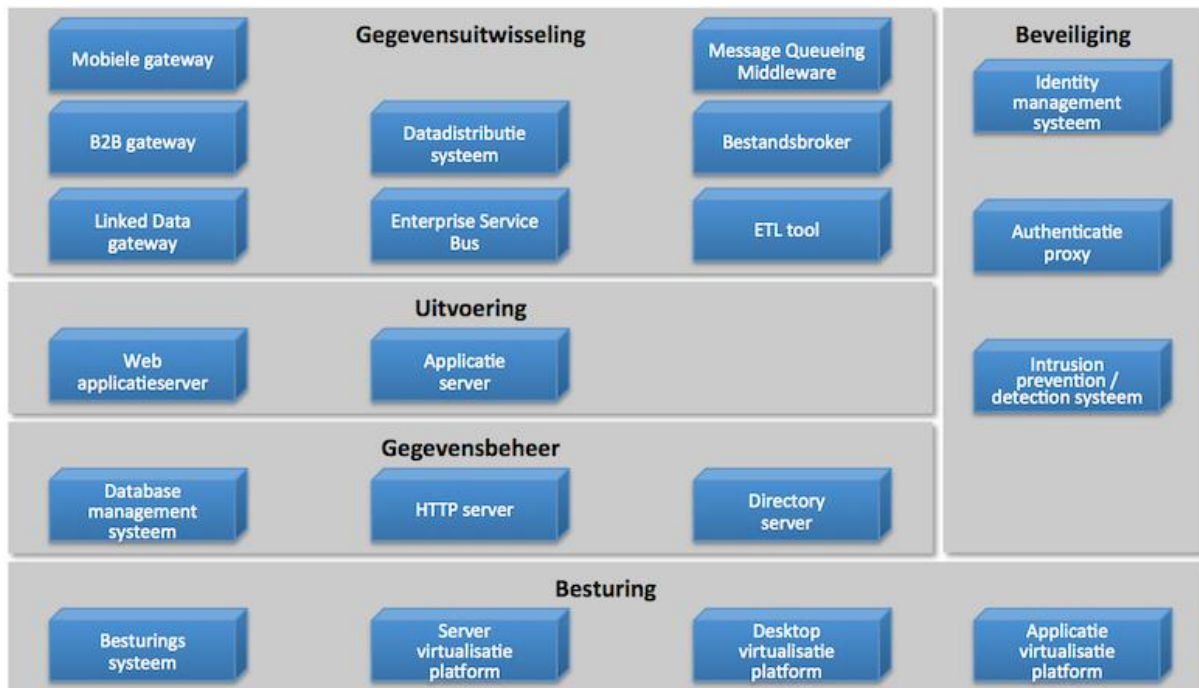 Gegevensuitwisseling
Mobiele gateway
Message Queueing
Middleware
B2B gateway
Datadistributie
systeem
Bestandsbroker
Linked Data
gateway
Enterprise Service
Bus
ETL tool
Beveiliging
Identity
management
systeem
Authenticatie
proxy
Intrusion
prevention /
detection systeem
Uitvoering
Web
applicatieserver
Applicatie
server
Gegevensbeheer
Database
management
systeem
HTTP server
Directory
server
Besturing
Besturings
systeem
Server
virtualisatie
platform
Desktop
virtualisatie
platform
Applicatie
virtualisatie
platform